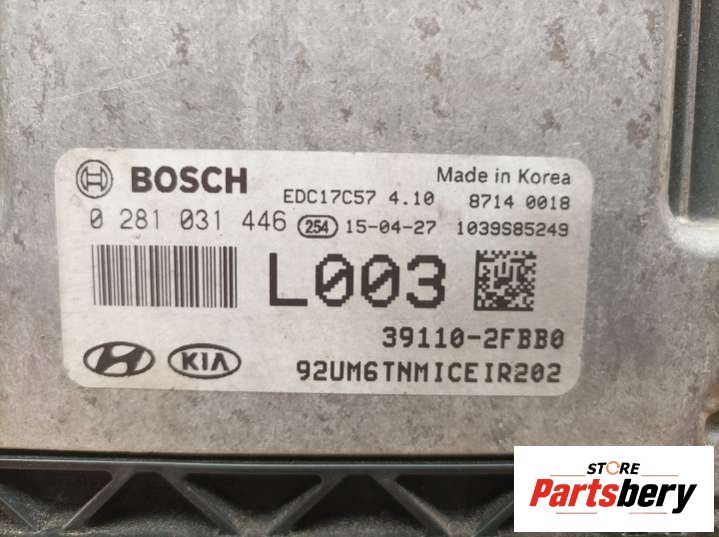 BOSCH
Made in Korea
EDC17C57 4.10
8714 0018
0 281 031 446 254 15-04-27 1039S85249
L003
39110-2FBB0
KIA
92UM6TNMICEIR202
STORE
Partsbery